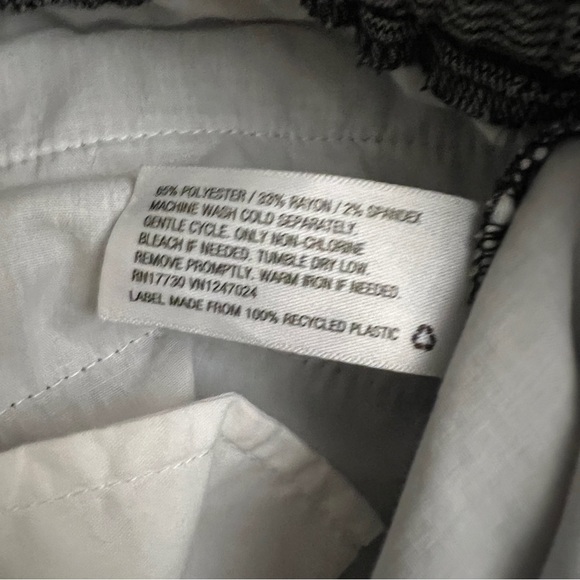 65% POLYESTER / 33% RAYON / 2% SPANDEX
MACHINE WASH COLD SEPARATELY.
GENTLE CYCLE. ONLY NON-CHLORINE
BLEACH IF NEEDED. TUMBLE DRY LOW.
REMOVE PROMPTLY. WARM IRON IF NEEDED.
RN17730 VN1247024
LABEL MADE FROM 100% RECYCLED PLASTIC